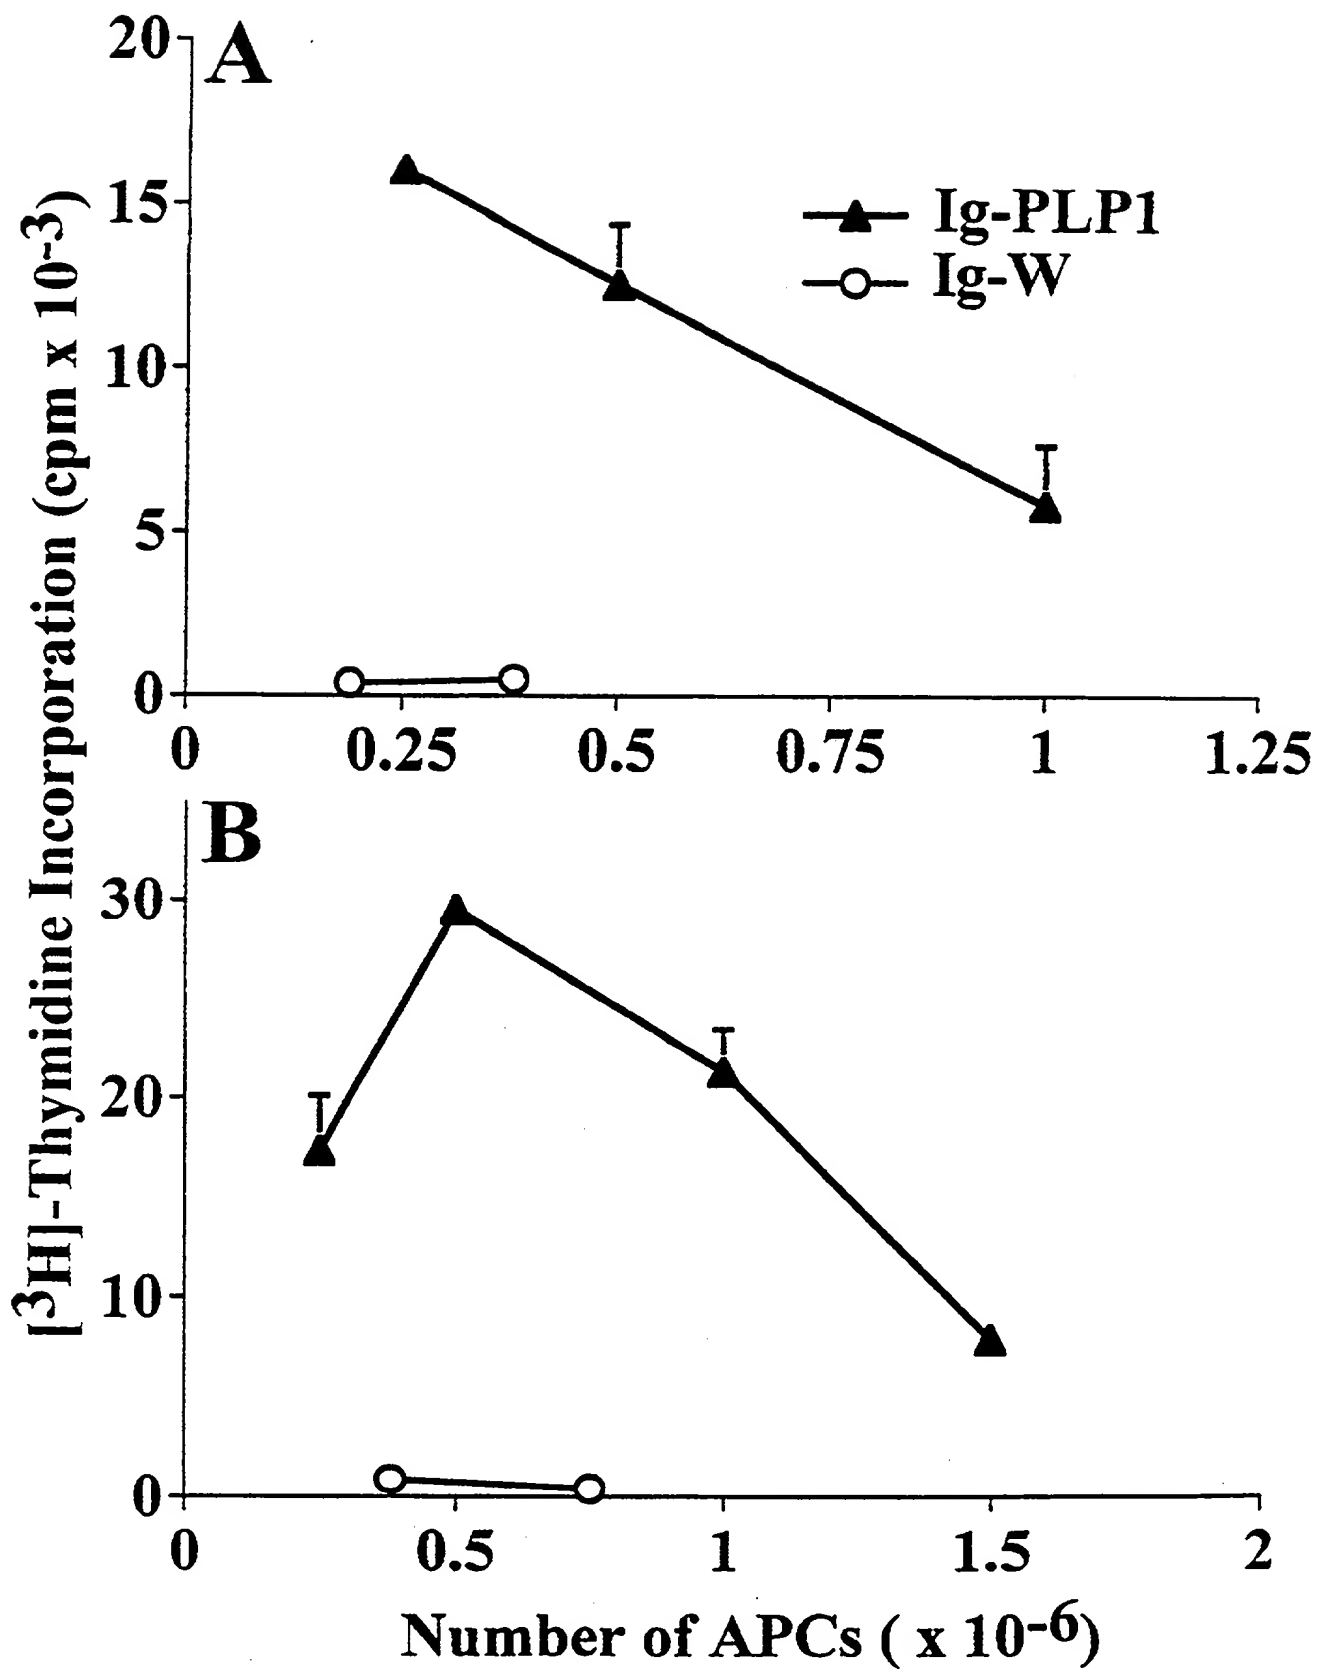 [³H]-Thymidine Incorporation (cpm x 10⁻³)
A
20
15
10
5
0
Ig-PLP1
Ig-W
0 0.25 0.5 0.75 1 1.25
B
30
20
10
0
0 0.5 1 1.5 2
Number of APCs ( x 10⁻⁶)